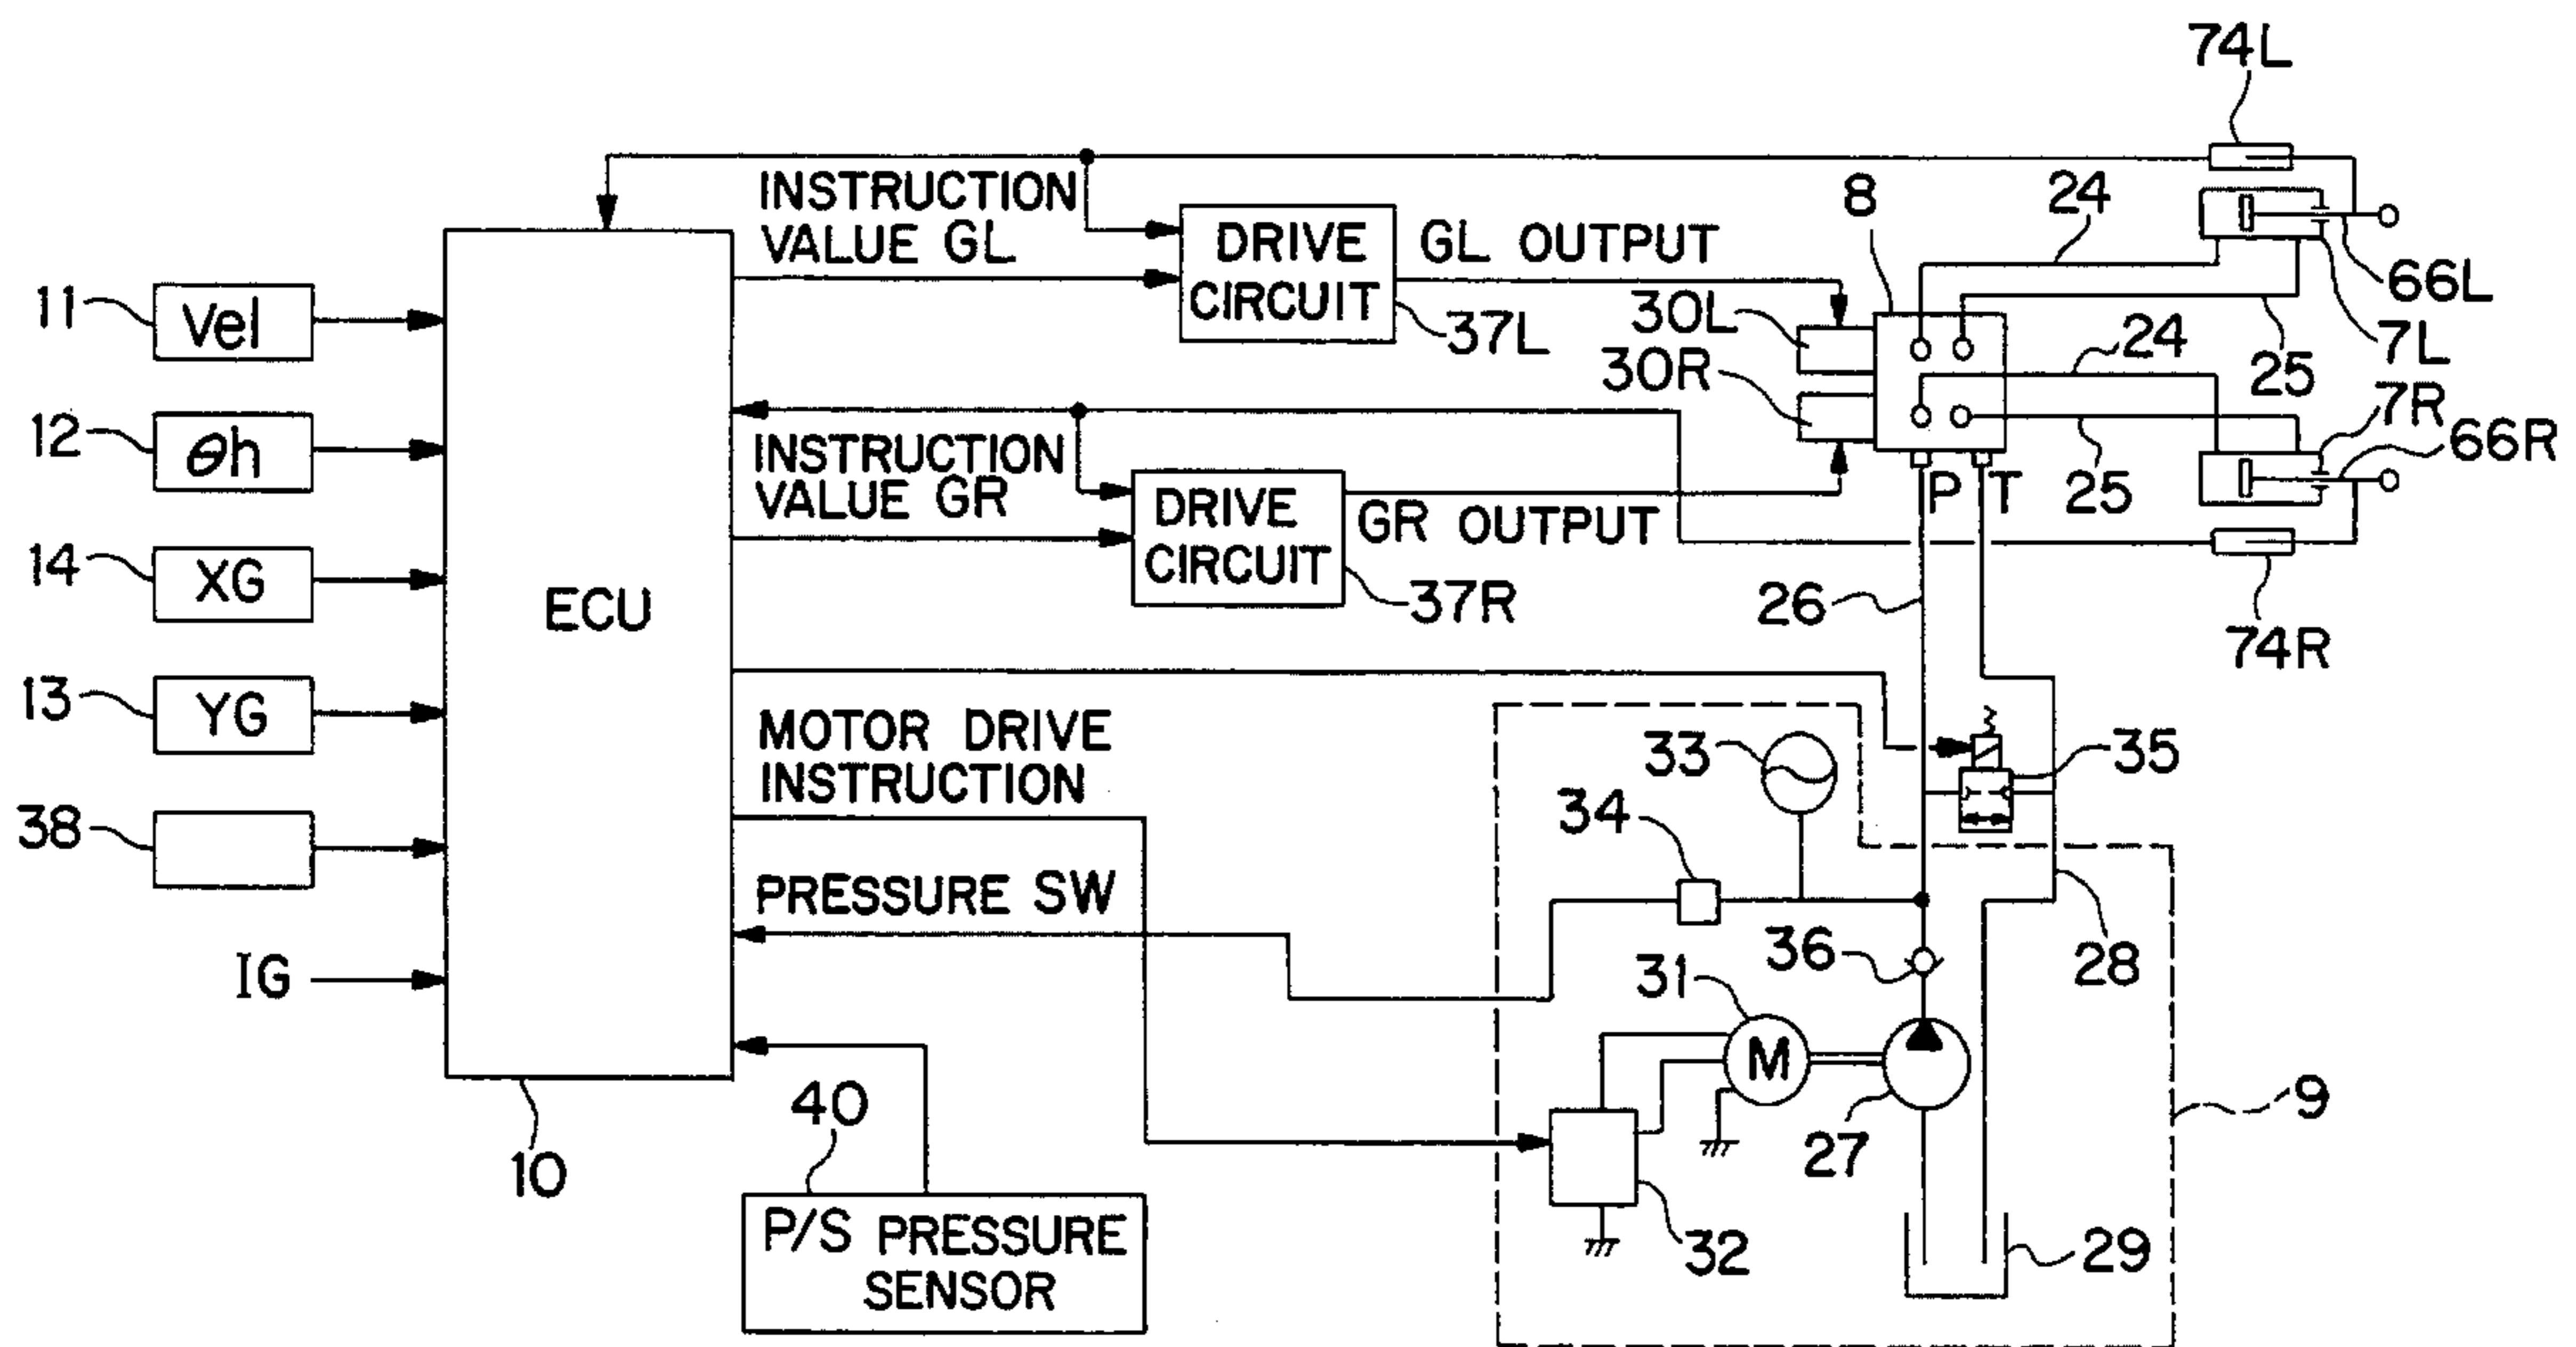 74L
INSTRUCTION
VALUE GL
DRIVE
CIRCUIT
GL OUTPUT
8
24
66L
11
Vel
37L
30L
30R
24
25
7L
7R
12
θh
INSTRUCTION
VALUE GR
DRIVE
CIRCUIT
GR OUTPUT
P
T
25
66R
14
XG
ECU
37R
26
74R
13
YG
MOTOR DRIVE
INSTRUCTION
33
35
38
34
PRESSURE SW
36
28
IG
31
M
10
40
27
9
P/S PRESSURE
SENSOR
32
29